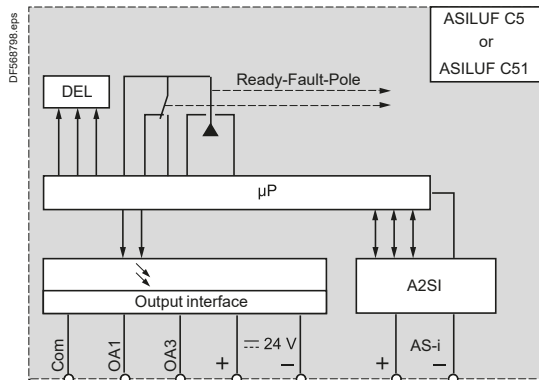 DF568798.eps
ASILUF C5
or
ASILUF C51
Ready-Fault-Pole
DEL
µP
A2SI
Output interface
Com
OA1
OA3
+
24 V
–
+
AS-i
–